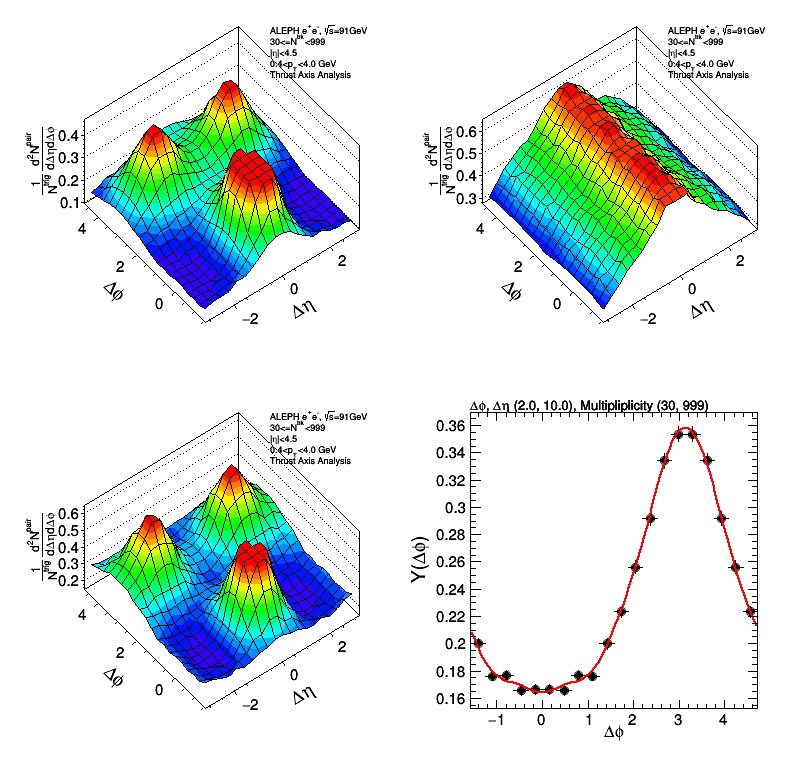 ALEPH e⁺e⁻, √s=91GeV
30<=N^trk<999
|η|<4.5
0.4<p_T<4.0 GeV
Thrust Axis Analysis
1/N^trig d²N^pair/dΔηdΔφ
0.4
0.3
0.2
0.1
4
2
0
Δφ
−2
0
2
Δη
ALEPH e⁺e⁻, √s=91GeV
30<=N^trk<999
|η|<4.5
0.4<p_T<4.0 GeV
Thrust Axis Analysis
1/N^trig d²N^pair/dΔηdΔφ
0.6
0.5
0.4
0.3
4
2
0
Δφ
−2
0
2
Δη
ALEPH e⁺e⁻, √s=91GeV
30<=N^trk<999
|η|<4.5
0.4<p_T<4.0 GeV
Thrust Axis Analysis
1/N^trig d²N^pair/dΔηdΔφ
0.6
0.5
0.4
0.3
0.2
4
2
0
Δφ
−2
0
2
Δη
Δφ, Δη (2.0, 10.0), Multipliplicity (30, 999)
Y(Δφ)
0.36
0.34
0.32
0.3
0.28
0.26
0.24
0.22
0.2
0.18
0.16
−1 0 1 2 3 4
Δφ